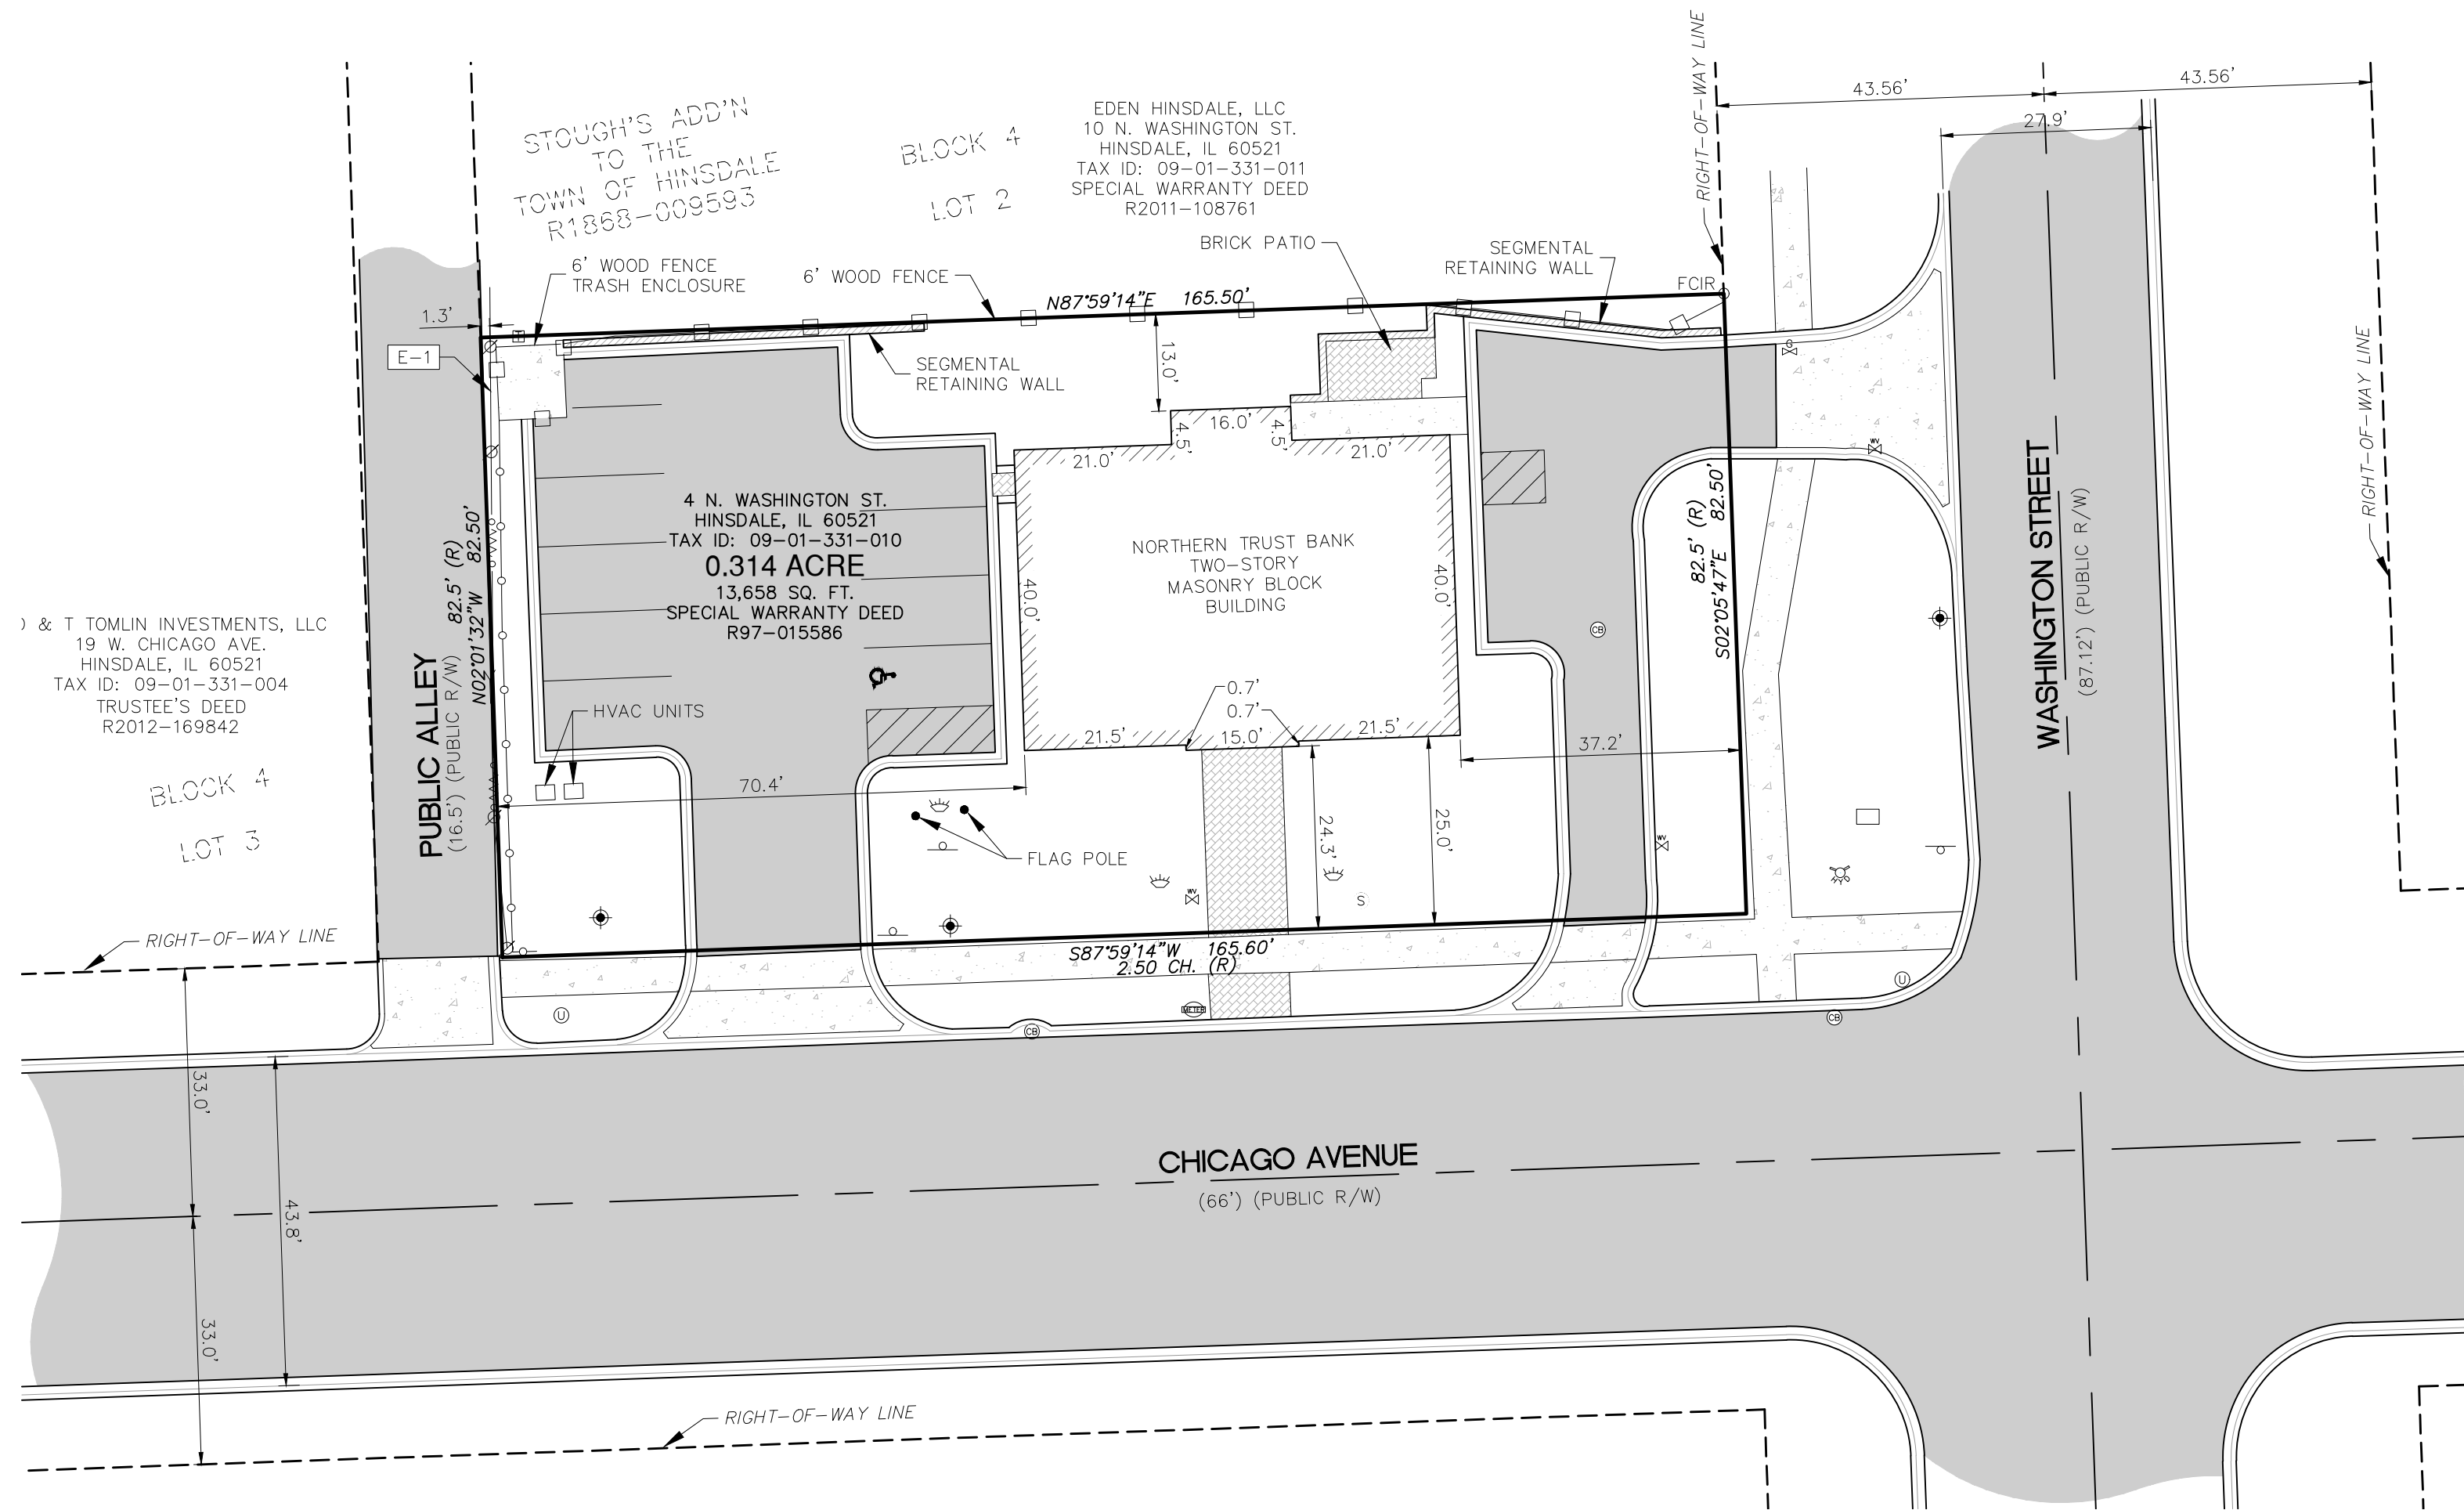 RIGHT-OF-WAY LINE
43.56'
43.56'
27.9'
STOUGH'S ADD'N
TO THE
TOWN OF HINSDALE
R1868-009593
BLOCK 4
LOT 2
EDEN HINSDALE, LLC
10 N. WASHINGTON ST.
HINSDALE, IL 60521
TAX ID: 09-01-331-011
SPECIAL WARRANTY DEED
R2011-108761
BRICK PATIO
SEGMENTAL
RETAINING WALL
FCIR
6' WOOD FENCE
TRASH ENCLOSURE
6' WOOD FENCE
N87°59'14"E 165.50'
1.3'
E-1
T
SEGMENTAL
RETAINING WALL
13.0'
G
RIGHT-OF-WAY LINE
16.0'
4.5'
4.5'
21.0'
21.0'
WV
4 N. WASHINGTON ST.
HINSDALE, IL 60521
TAX ID: 09-01-331-010
0.314 ACRE
13,658 SQ. FT.
SPECIAL WARRANTY DEED
R97-015586
NORTHERN TRUST BANK
TWO-STORY
MASONRY BLOCK
BUILDING
40.0'
40.0'
CB
82.5' (R)
S02°05'47"E 82.50'
WASHINGTON STREET
(87.12') (PUBLIC R/W)
82.5' (R)
N02°01'32"W 82.50'
PUBLIC ALLEY
(16.5') (PUBLIC R/W)
D & T TOMLIN INVESTMENTS, LLC
19 W. CHICAGO AVE.
HINSDALE, IL 60521
TAX ID: 09-01-331-004
TRUSTEE'S DEED
R2012-169842
BLOCK 4
LOT 3
HVAC UNITS
0.7'
0.7'
21.5'
15.0'
21.5'
37.2'
70.4'
24.3'
25.0'
FLAG POLE
WV
WV
S
RIGHT-OF-WAY LINE
S87°59'14"W 165.60'
2.50 CH. (R)
U
METER
CB
CB
U
33.0'
43.8'
33.0'
CHICAGO AVENUE
(66') (PUBLIC R/W)
RIGHT-OF-WAY LINE